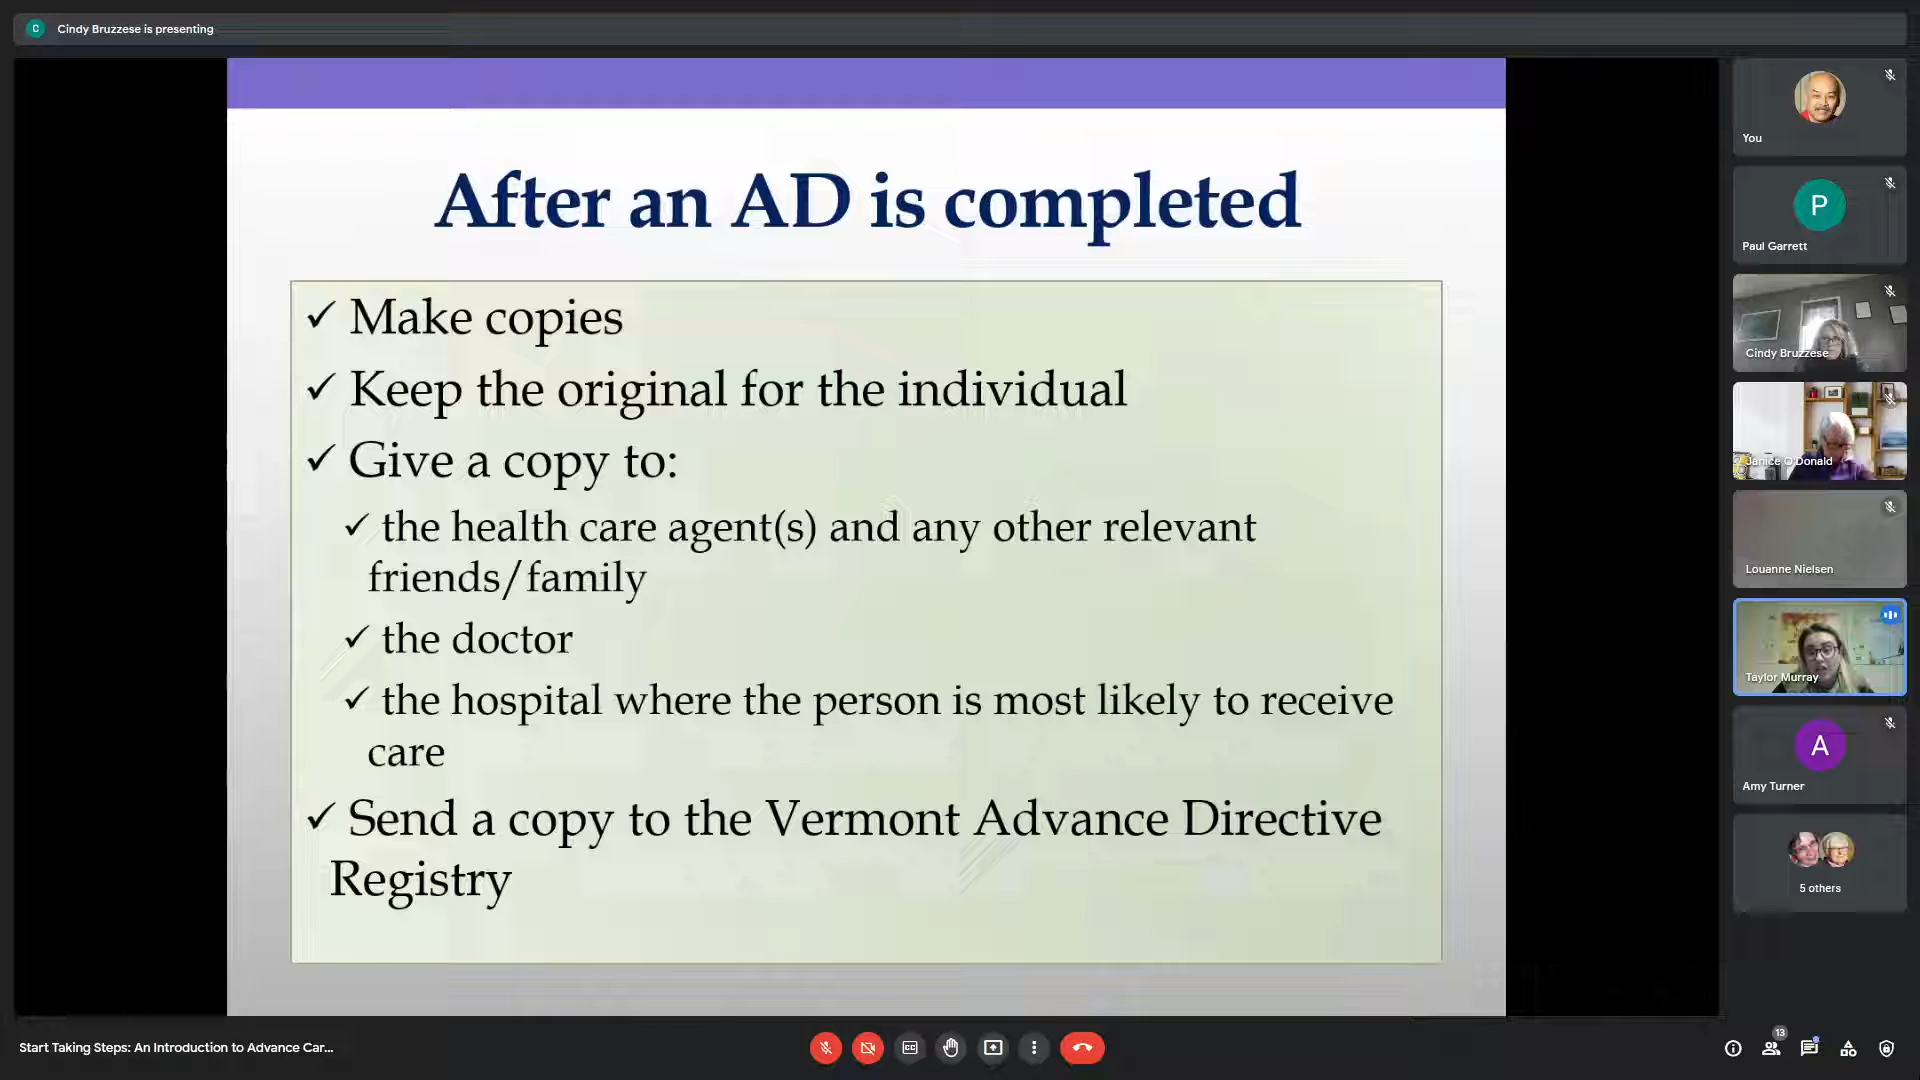 C
Cindy Bruzzese is presenting
After an AD is completed
✓ Make copies
✓ Keep the original for the individual
✓ Give a copy to:
✓ the health care agent(s) and any other relevant
friends/family
✓ the doctor
✓ the hospital where the person is most likely to receive
care
✓ Send a copy to the Vermont Advance Directive
Registry
You
P
Paul Garrett
Cindy Bruzzese
Janice O'Donald
Louanne Nielsen
Taylor Murray
A
Amy Turner
5 others
Start Taking Steps: An Introduction to Advance Car...
CC
13